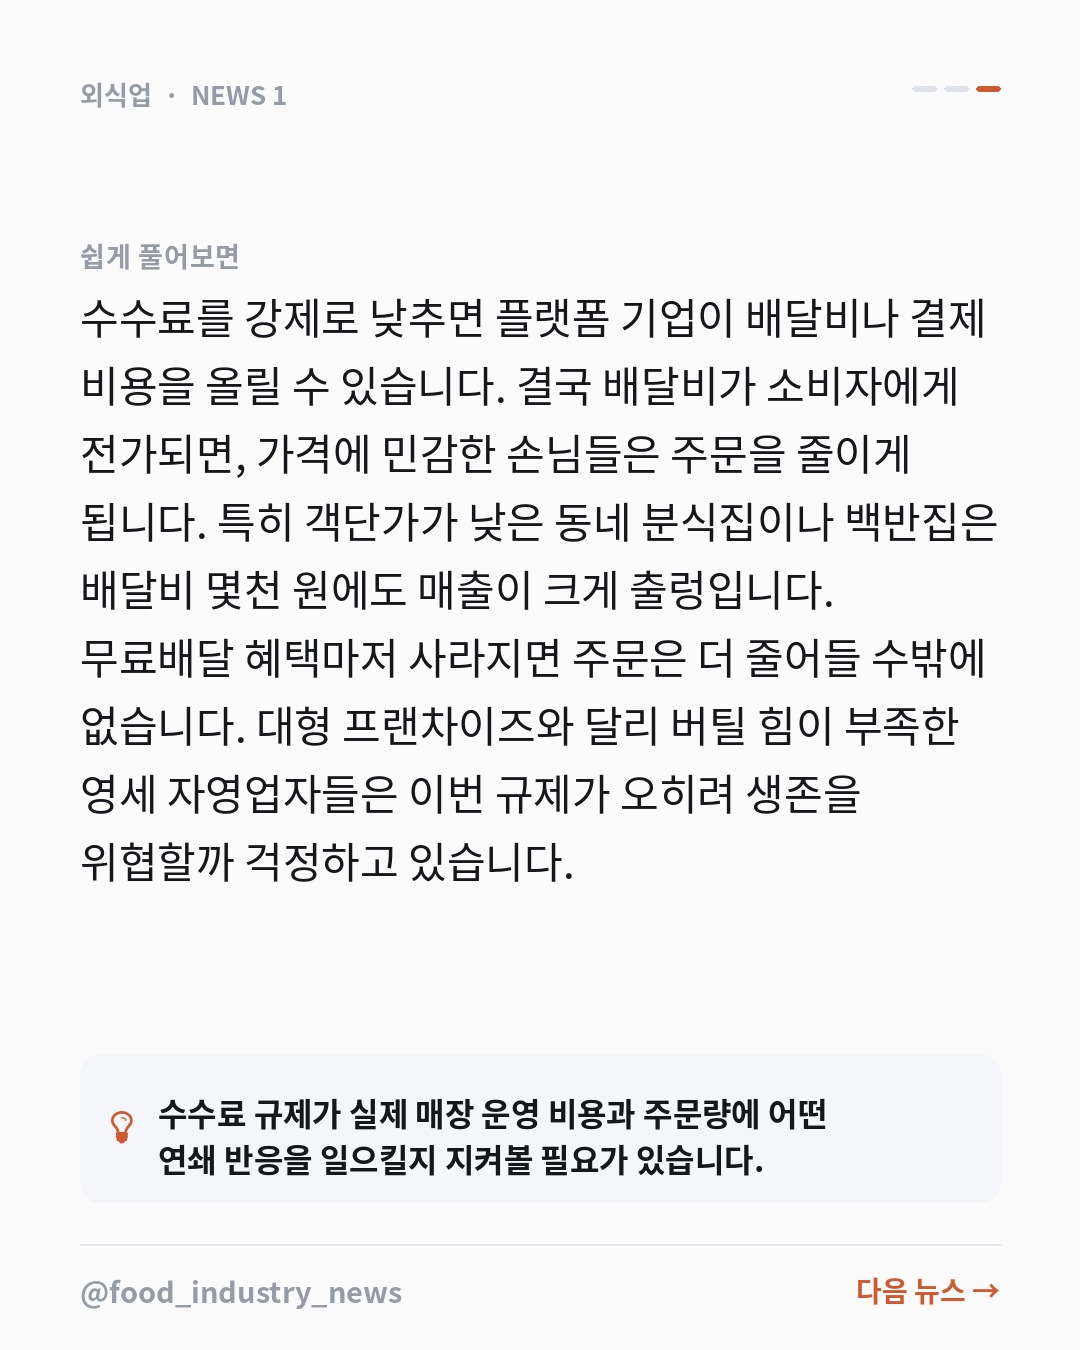 외식업 · NEWS 1
쉽게 풀어보면
수수료를 강제로 낮추면 플랫폼 기업이 배달비나 결제
비용을 올릴 수 있습니다. 결국 배달비가 소비자에게
전가되면, 가격에 민감한 손님들은 주문을 줄이게
됩니다. 특히 객단가가 낮은 동네 분식집이나 백반집은
배달비 몇천 원에도 매출이 크게 출렁입니다.
무료배달 혜택마저 사라지면 주문은 더 줄어들 수밖에
없습니다. 대형 프랜차이즈와 달리 버틸 힘이 부족한
영세 자영업자들은 이번 규제가 오히려 생존을
위협할까 걱정하고 있습니다.
수수료 규제가 실제 매장 운영 비용과 주문량에 어떤
연쇄 반응을 일으킬지 지켜볼 필요가 있습니다.
@food_industry_news
다음 뉴스 →